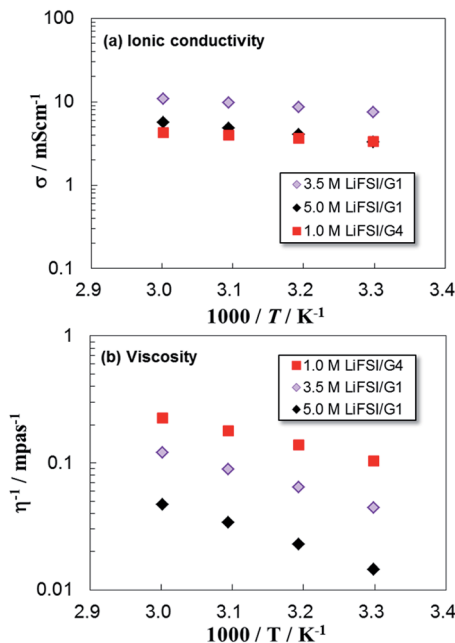 (a) Ionic conductivity
100
10
1
0.1
σ / mScm⁻¹
3.5 M LiFSI/G1
5.0 M LiFSI/G1
1.0 M LiFSI/G4
2.9 3.0 3.1 3.2 3.3 3.4
1000 / T / K⁻¹
(b) Viscosity
1
0.1
0.01
η⁻¹ / mpas⁻¹
1.0 M LiFSI/G4
3.5 M LiFSI/G1
5.0 M LiFSI/G1
2.9 3.0 3.1 3.2 3.3 3.4
1000 / T / K⁻¹